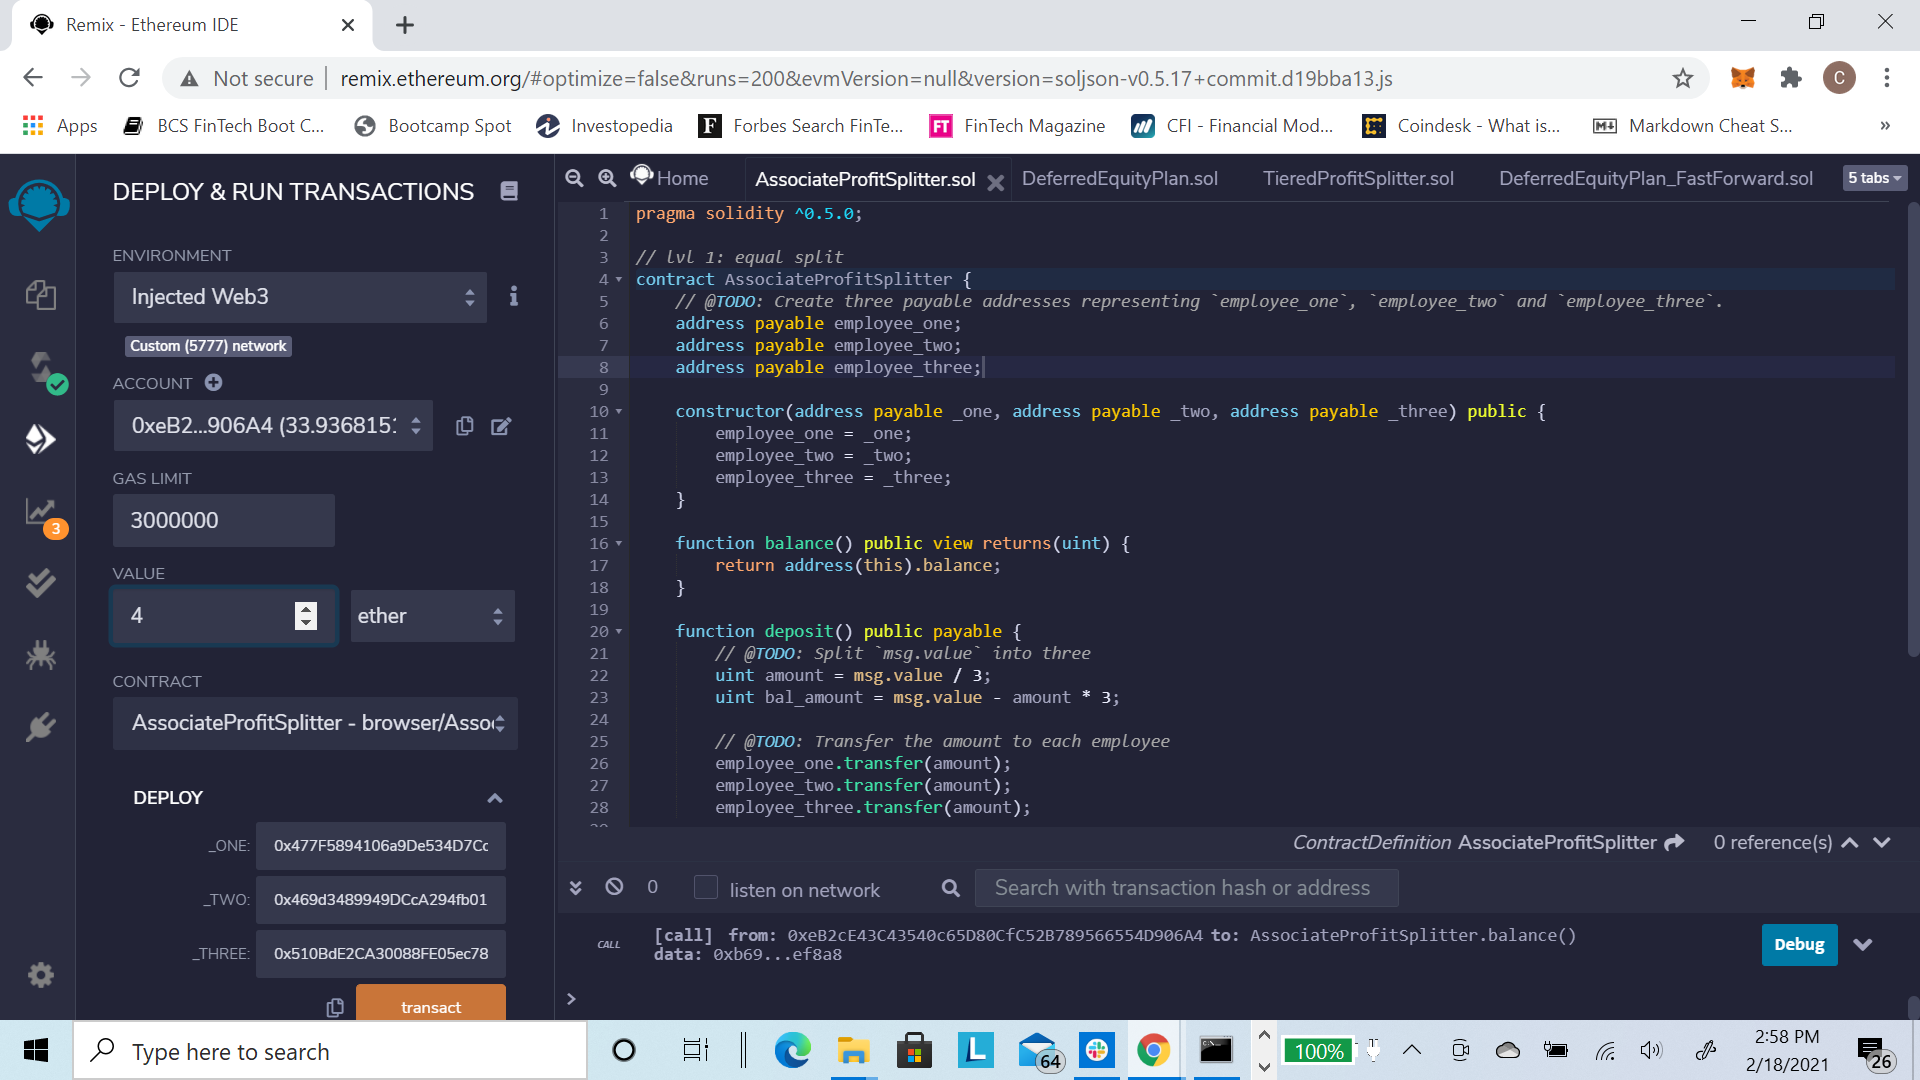 Remix - Ethereum IDE
Not secure
remix.ethereum.org/#optimize=false&runs=200&evmVersion=null&version=soljson-v0.5.17+commit.d19bba13.js
C
Apps
BCS FinTech Boot C...
Bootcamp Spot
Investopedia
F
Forbes Search FinTe...
FT
FinTech Magazine
CFI - Financial Mod...
Coindesk - What is...
Markdown Cheat S...
»
DEPLOY & RUN TRANSACTIONS
ENVIRONMENT
Injected Web3
Custom (5777) network
ACCOUNT
0xeB2...906A4 (33.9368151
GAS LIMIT
3000000
VALUE
4
ether
CONTRACT
AssociateProfitSplitter - browser/Asso
DEPLOY
_ONE:
0x477F5894106a9De534D7Cc
_TWO:
0x469d3489949DCcA294fb01
_THREE:
0x510BdE2CA30088FE05ec78
transact
3
Home
AssociateProfitSplitter.sol
DeferredEquityPlan.sol
TieredProfitSplitter.sol
DeferredEquityPlan_FastForward.sol
5 tabs
1 pragma solidity ^0.5.0;
2
3 // lvl 1: equal split
4 contract AssociateProfitSplitter {
5 // @TODO: Create three payable addresses representing `employee_one`, `employee_two` and `employee_three`.
6 address payable employee_one;
7 address payable employee_two;
8 address payable employee_three;
9
10 constructor(address payable _one, address payable _two, address payable _three) public {
11 employee_one = _one;
12 employee_two = _two;
13 employee_three = _three;
14 }
15
16 function balance() public view returns(uint) {
17 return address(this).balance;
18 }
19
20 function deposit() public payable {
21 // @TODO: Split `msg.value` into three
22 uint amount = msg.value / 3;
23 uint bal_amount = msg.value - amount * 3;
24
25 // @TODO: Transfer the amount to each employee
26 employee_one.transfer(amount);
27 employee_two.transfer(amount);
28 employee_three.transfer(amount);
ContractDefinition AssociateProfitSplitter
0 reference(s)
0
listen on network
Search with transaction hash or address
CALL
[call] from: 0xeB2cE43C43540c65D80CfC52B789566554D906A4 to: AssociateProfitSplitter.balance()
data: 0xb69...ef8a8
Debug
>
Type here to search
L
64
100%
2:58 PM
2/18/2021
26